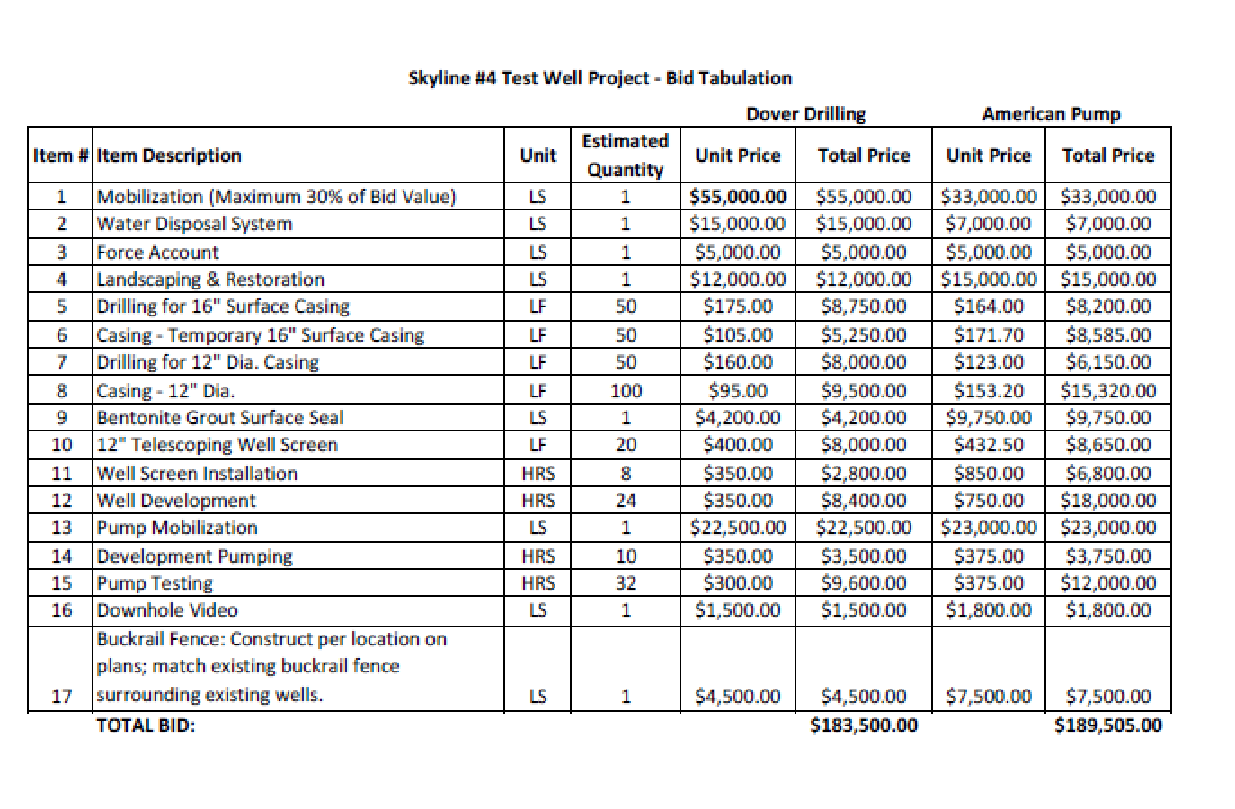 Skyline #4 Test Well Project - Bid Tabulation
Dover Drilling American Pump
Item # Item Description Unit Estimated Quantity Unit Price Total Price Unit Price Total Price
1 Mobilization (Maximum 30% of Bid Value) LS 1 $55,000.00 $55,000.00 $33,000.00 $33,000.00
2 Water Disposal System LS 1 $15,000.00 $15,000.00 $7,000.00 $7,000.00
3 Force Account LS 1 $5,000.00 $5,000.00 $5,000.00 $5,000.00
4 Landscaping & Restoration LS 1 $12,000.00 $12,000.00 $15,000.00 $15,000.00
5 Drilling for 16" Surface Casing LF 50 $175.00 $8,750.00 $164.00 $8,200.00
6 Casing - Temporary 16" Surface Casing LF 50 $105.00 $5,250.00 $171.70 $8,585.00
7 Drilling for 12" Dia. Casing LF 50 $160.00 $8,000.00 $123.00 $6,150.00
8 Casing - 12" Dia. LF 100 $95.00 $9,500.00 $153.20 $15,320.00
9 Bentonite Grout Surface Seal LS 1 $4,200.00 $4,200.00 $9,750.00 $9,750.00
10 12" Telescoping Well Screen LF 20 $400.00 $8,000.00 $432.50 $8,650.00
11 Well Screen Installation HRS 8 $350.00 $2,800.00 $850.00 $6,800.00
12 Well Development HRS 24 $350.00 $8,400.00 $750.00 $18,000.00
13 Pump Mobilization LS 1 $22,500.00 $22,500.00 $23,000.00 $23,000.00
14 Development Pumping HRS 10 $350.00 $3,500.00 $375.00 $3,750.00
15 Pump Testing HRS 32 $300.00 $9,600.00 $375.00 $12,000.00
16 Downhole Video LS 1 $1,500.00 $1,500.00 $1,800.00 $1,800.00
Buckrail Fence: Construct per location on
plans; match existing buckrail fence
17 surrounding existing wells. LS 1 $4,500.00 $4,500.00 $7,500.00 $7,500.00
TOTAL BID: $183,500.00 $189,505.00